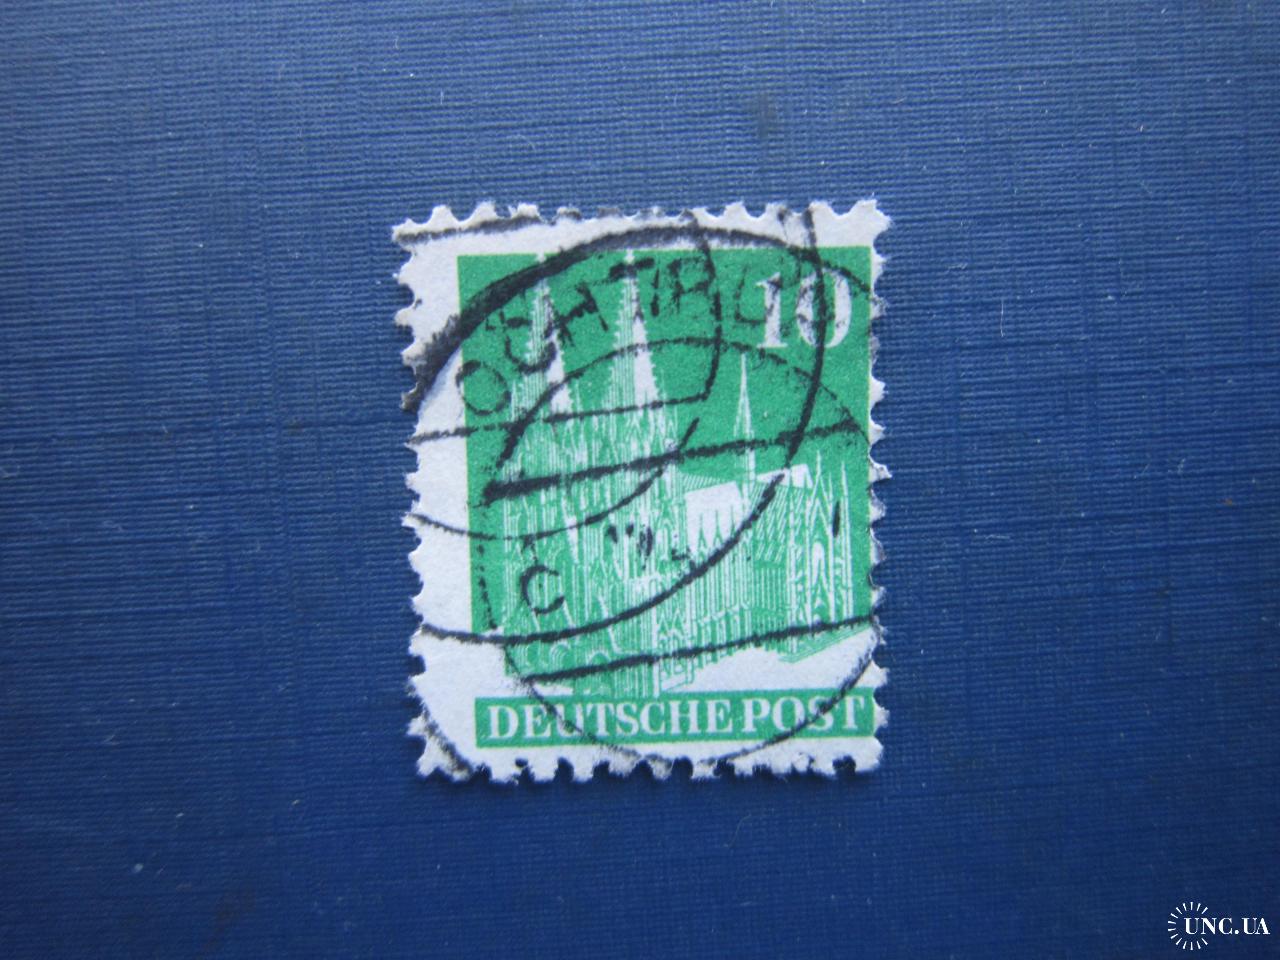 10
DEUTSCHE POST
C
UNC.UA